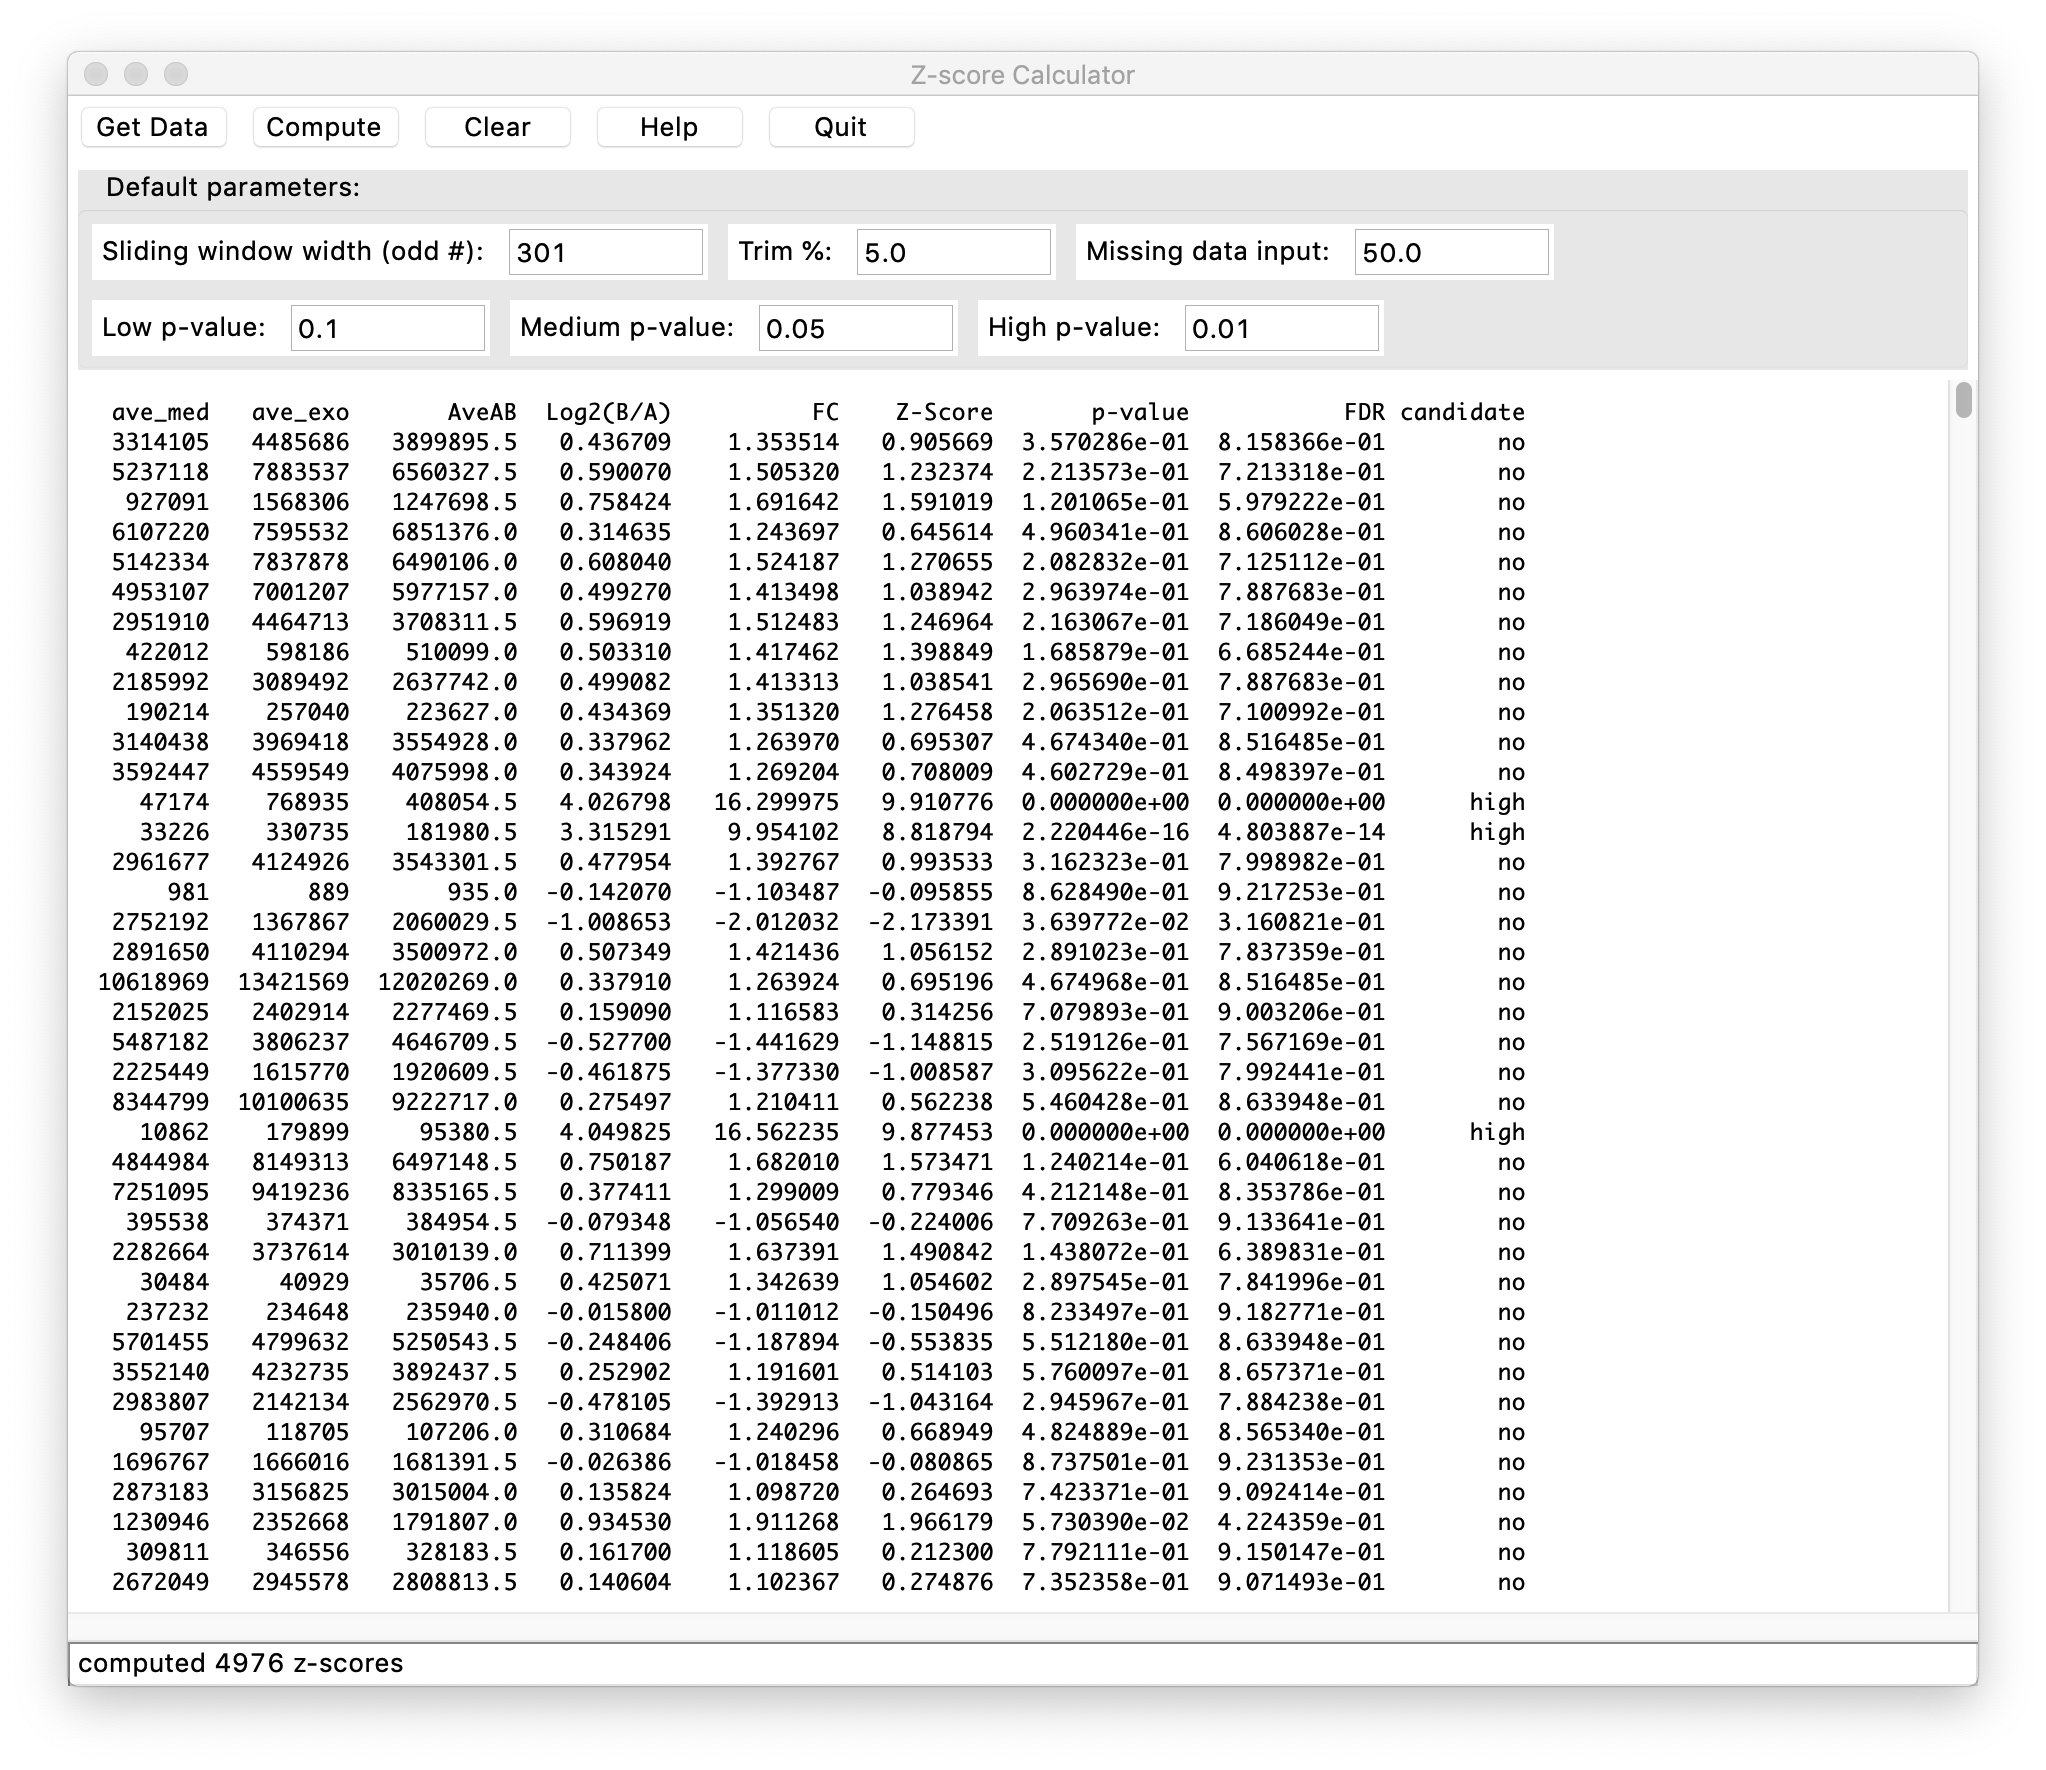 Z-score Calculator
Get Data Compute Clear Help Quit
Default parameters:
Sliding window width (odd #): 301 Trim %: 5.0 Missing data input: 50.0
Low p-value: 0.1 Medium p-value: 0.05 High p-value: 0.01
ave_med ave_exo AveAB Log2(B/A) FC Z-Score p-value FDR candidate
3314105 4485686 3899895.5 0.436709 1.353514 0.905669 3.570286e-01 8.158366e-01 no
5237118 7883537 6560327.5 0.590070 1.505320 1.232374 2.213573e-01 7.213318e-01 no
927091 1568306 1247698.5 0.758424 1.691642 1.591019 1.201065e-01 5.979222e-01 no
6107220 7595532 6851376.0 0.314635 1.243697 0.645614 4.960341e-01 8.606028e-01 no
5142334 7837878 6490106.0 0.608040 1.524187 1.270655 2.082832e-01 7.125112e-01 no
4953107 7001207 5977157.0 0.499270 1.413498 1.038942 2.963974e-01 7.887683e-01 no
2951910 4464713 3708311.5 0.596919 1.512483 1.246964 2.163067e-01 7.186049e-01 no
422012 598186 510099.0 0.503310 1.417462 1.398849 1.685879e-01 6.685244e-01 no
2185992 3089492 2637742.0 0.499082 1.413313 1.038541 2.965690e-01 7.887683e-01 no
190214 257040 223627.0 0.434369 1.351320 1.276458 2.063512e-01 7.100992e-01 no
3140438 3969418 3554928.0 0.337962 1.263970 0.695307 4.674340e-01 8.516485e-01 no
3592447 4559549 4075998.0 0.343924 1.269204 0.708009 4.602729e-01 8.498397e-01 no
47174 768935 408054.5 4.026798 16.299975 9.910776 0.000000e+00 0.000000e+00 high
33226 330735 181980.5 3.315291 9.954102 8.818794 2.220446e-16 4.803887e-14 high
2961677 4124926 3543301.5 0.477954 1.392767 0.993533 3.162323e-01 7.998982e-01 no
981 889 935.0 -0.142070 -1.103487 -0.095855 8.628490e-01 9.217253e-01 no
2752192 1367867 2060029.5 -1.008653 -2.012032 -2.173391 3.639772e-02 3.160821e-01 no
2891650 4110294 3500972.0 0.507349 1.421436 1.056152 2.891023e-01 7.837359e-01 no
10618969 13421569 12020269.0 0.337910 1.263924 0.695196 4.674968e-01 8.516485e-01 no
2152025 2402914 2277469.5 0.159090 1.116583 0.314256 7.079893e-01 9.003206e-01 no
5487182 3806237 4646709.5 -0.527700 -1.441629 -1.148815 2.519126e-01 7.567169e-01 no
2225449 1615770 1920609.5 -0.461875 -1.377330 -1.008587 3.095622e-01 7.992441e-01 no
8344799 10100635 9222717.0 0.275497 1.210411 0.562238 5.460428e-01 8.633948e-01 no
10862 179899 95380.5 4.049825 16.562235 9.877453 0.000000e+00 0.000000e+00 high
4844984 8149313 6497148.5 0.750187 1.682010 1.573471 1.240214e-01 6.040618e-01 no
7251095 9419236 8335165.5 0.377411 1.299009 0.779346 4.212148e-01 8.353786e-01 no
395538 374371 384954.5 -0.079348 -1.056540 -0.224006 7.709263e-01 9.133641e-01 no
2282664 3737614 3010139.0 0.711399 1.637391 1.490842 1.438072e-01 6.389831e-01 no
30484 40929 35706.5 0.425071 1.342639 1.054602 2.897545e-01 7.841996e-01 no
237232 234648 235940.0 -0.015800 -1.011012 -0.150496 8.233497e-01 9.182771e-01 no
5701455 4799632 5250543.5 -0.248406 -1.187894 -0.553835 5.512180e-01 8.633948e-01 no
3552140 4232735 3892437.5 0.252902 1.191601 0.514103 5.760097e-01 8.657371e-01 no
2983807 2142134 2562970.5 -0.478105 -1.392913 -1.043164 2.945967e-01 7.884238e-01 no
95707 118705 107206.0 0.310684 1.240296 0.668949 4.824889e-01 8.565340e-01 no
1696767 1666016 1681391.5 -0.026386 -1.018458 -0.080865 8.737501e-01 9.231353e-01 no
2873183 3156825 3015004.0 0.135824 1.098720 0.264693 7.423371e-01 9.092414e-01 no
1230946 2352668 1791807.0 0.934530 1.911268 1.966179 5.730390e-02 4.224359e-01 no
309811 346556 328183.5 0.161700 1.118605 0.212300 7.792111e-01 9.150147e-01 no
2672049 2945578 2808813.5 0.140604 1.102367 0.274876 7.352358e-01 9.071493e-01 no
computed 4976 z-scores